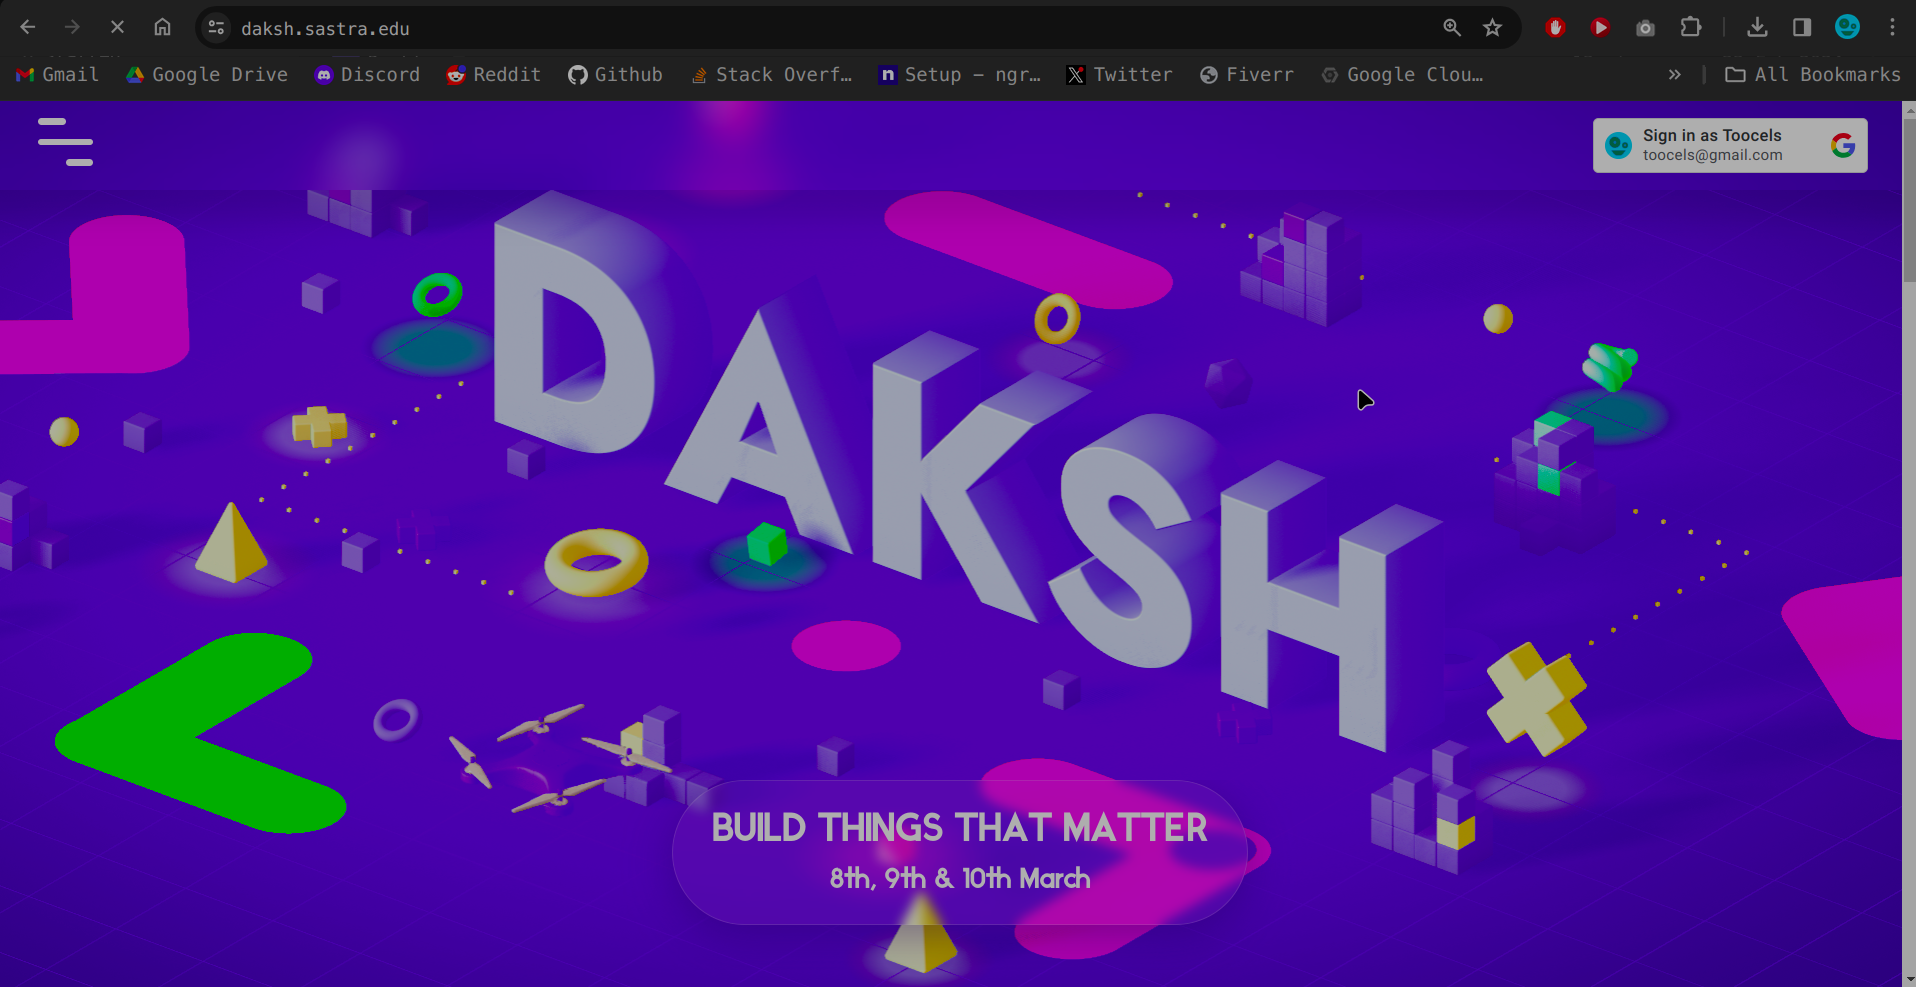 daksh.sastra.edu
Gmail
Google Drive
Discord
Reddit
Github
Stack Overf…
Setup – ngr…
Twitter
Fiverr
Google Clou…
»
All Bookmarks
Sign in as Toocels
toocels@gmail.com
DAKSH
BUILD THINGS THAT MATTER
8th, 9th & 10th March